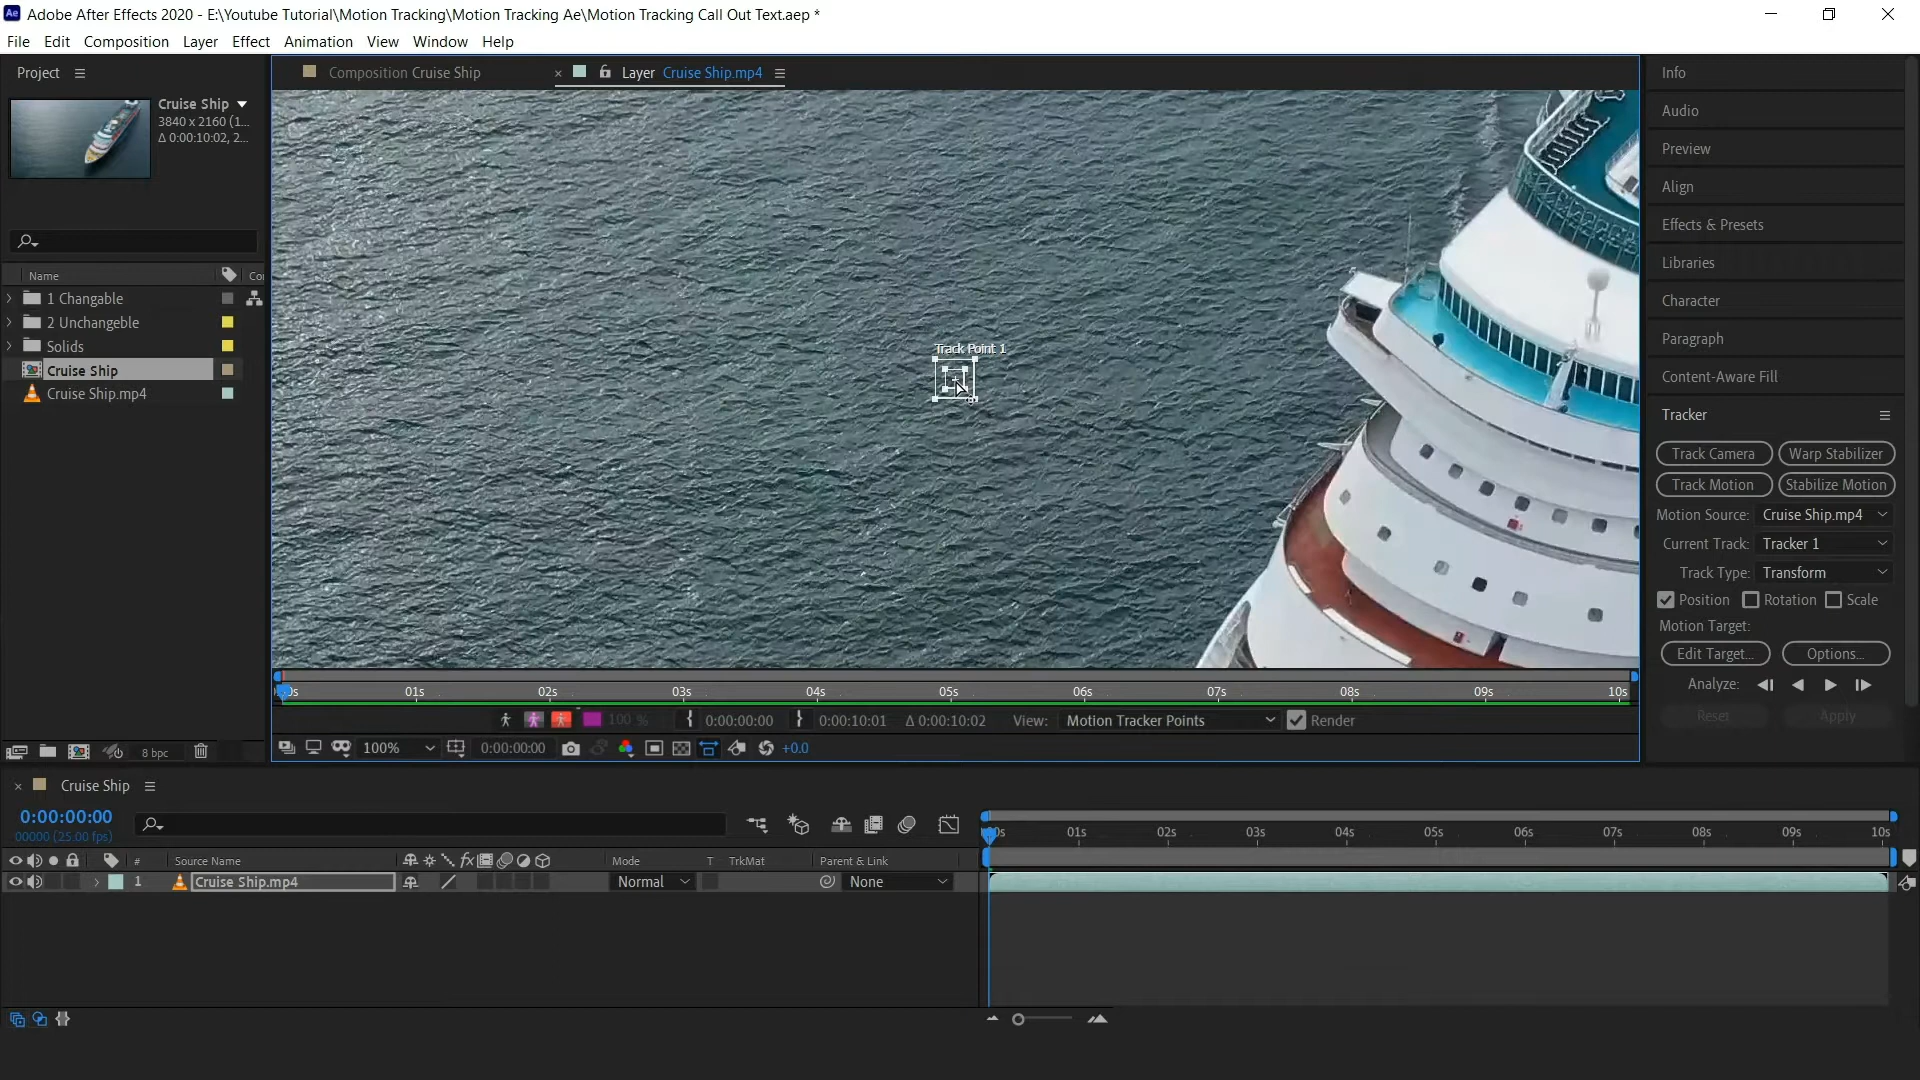 Adobe After Effects 2020 - E:\Youtube Tutorial\Motion Tracking\Motion Tracking Ae\Motion Tracking Call Out Text.aep *
File Edit Composition Layer Effect Animation View Window Help
Project
Composition Cruise Ship
Layer Cruise Ship.mp4
Cruise Ship
3840 x 2160 (1...
Δ 0:00:10:02, 2...
Name
1 Changable
2 Unchangeble
Solids
Cruise Ship
Cruise Ship.mp4
8 bpc
Track Point 1
01s 02s 03s 04s 05s 06s 07s 08s 09s 10s
100 % 0:00:00:00 0:00:10:01 Δ 0:00:10:02 View: Motion Tracker Points Render
100% 0:00:00:00 +0.0
Info
Audio
Preview
Align
Effects & Presets
Libraries
Character
Paragraph
Content-Aware Fill
Tracker
Track Camera Warp Stabilizer
Track Motion Stabilize Motion
Motion Source: Cruise Ship.mp4
Current Track: Tracker 1
Track Type: Transform
Position Rotation Scale
Motion Target:
Edit Target... Options...
Analyze:
Reset Apply
Cruise Ship
0:00:00:00
00000 (25.00 fps)
# Source Name Mode T TrkMat Parent & Link
1 Cruise Ship.mp4 Normal None
01s 02s 03s 04s 05s 06s 07s 08s 09s 10s